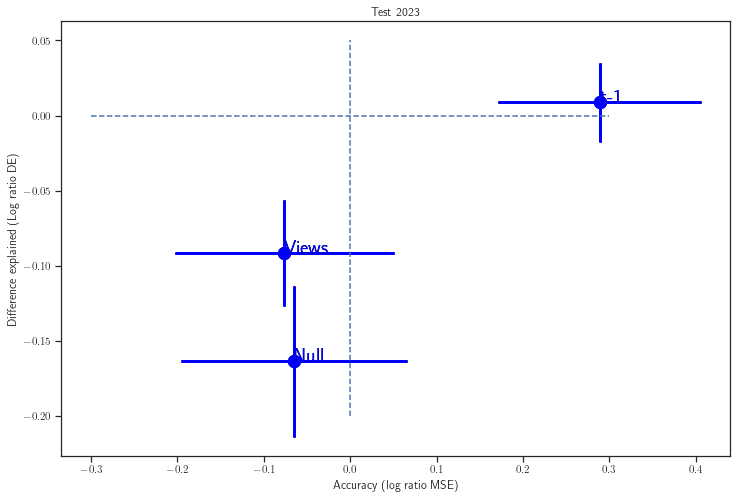 Test 2023
Difference explained (Log ratio DE)
0.05
0.00
−0.05
−0.10
−0.15
−0.20
t-1
Views
Null
−0.3
−0.2
−0.1
0.0
0.1
0.2
0.3
0.4
Accuracy (log ratio MSE)